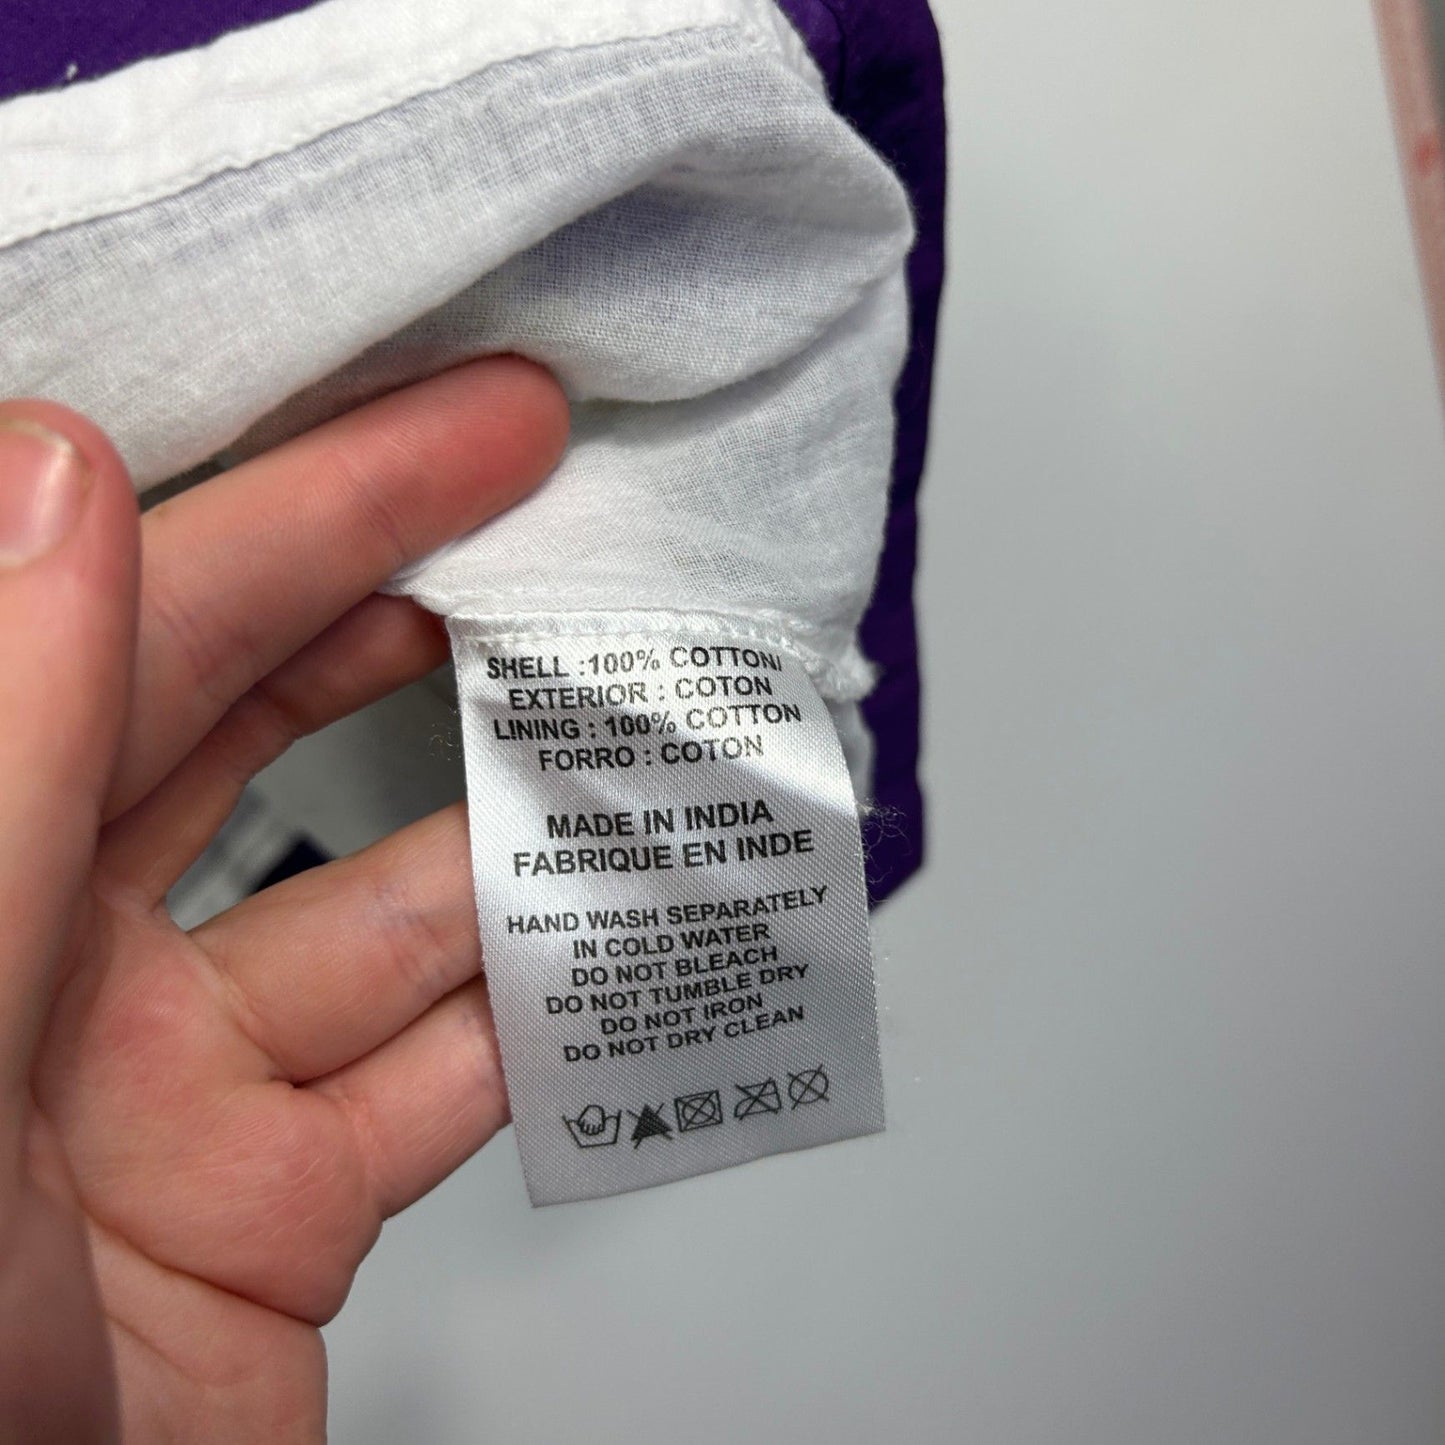 SHELL :100% COTTON/
EXTERIOR : COTON
LINING : 100% COTTON
FORRO : COTON
MADE IN INDIA
FABRIQUE EN INDE
HAND WASH SEPARATELY
IN COLD WATER
DO NOT BLEACH
DO NOT TUMBLE DRY
DO NOT IRON
DO NOT DRY CLEAN